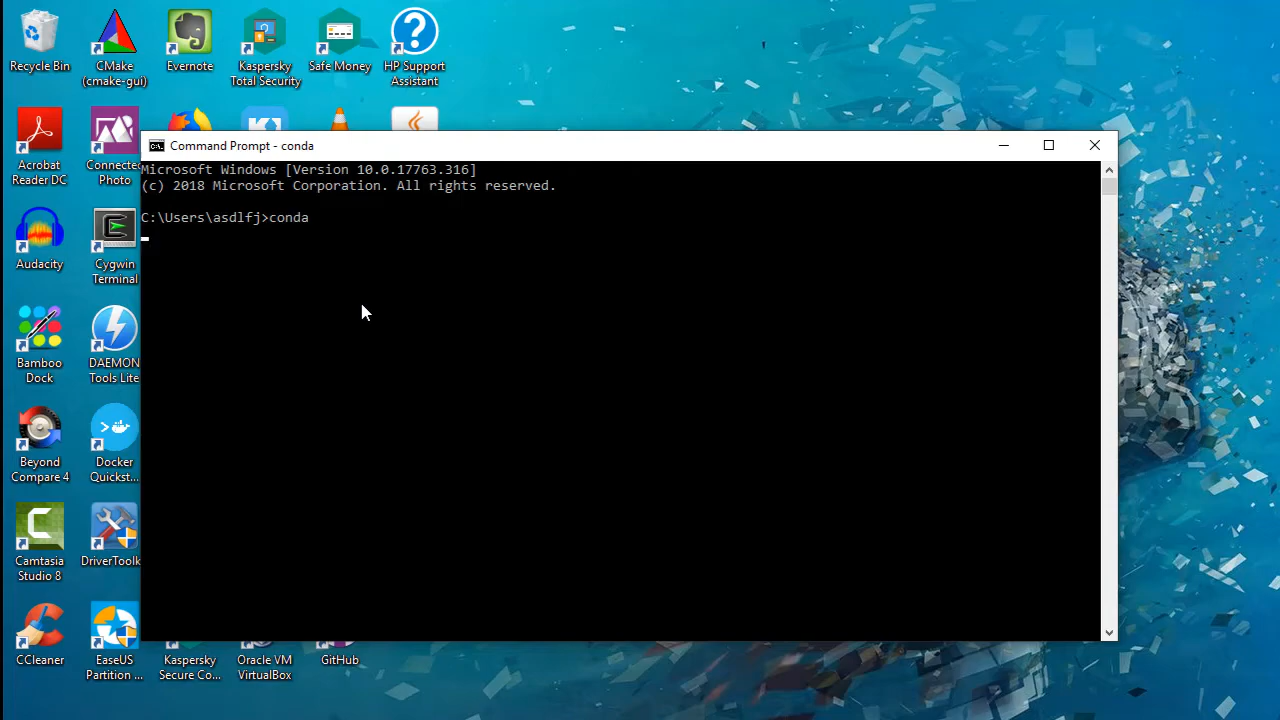 Recycle Bin
CMake
(cmake-gui)
Evernote
Kaspersky
Total Security
Safe Money
HP Support
Assistant
Acrobat
Reader DC
Connected
Photo
Command Prompt - conda
Microsoft Windows [Version 10.0.17763.316]
(c) 2018 Microsoft Corporation. All rights reserved.
C:\Users\asdlfj>conda
Audacity
Cygwin
Terminal
Bamboo
Dock
DAEMON
Tools Lite
Beyond
Compare 4
Docker
Quickst...
Camtasia
Studio 8
DriverToolk
CCleaner
EaseUS
Partition ...
Kaspersky
Secure Co...
Oracle VM
VirtualBox
GitHub